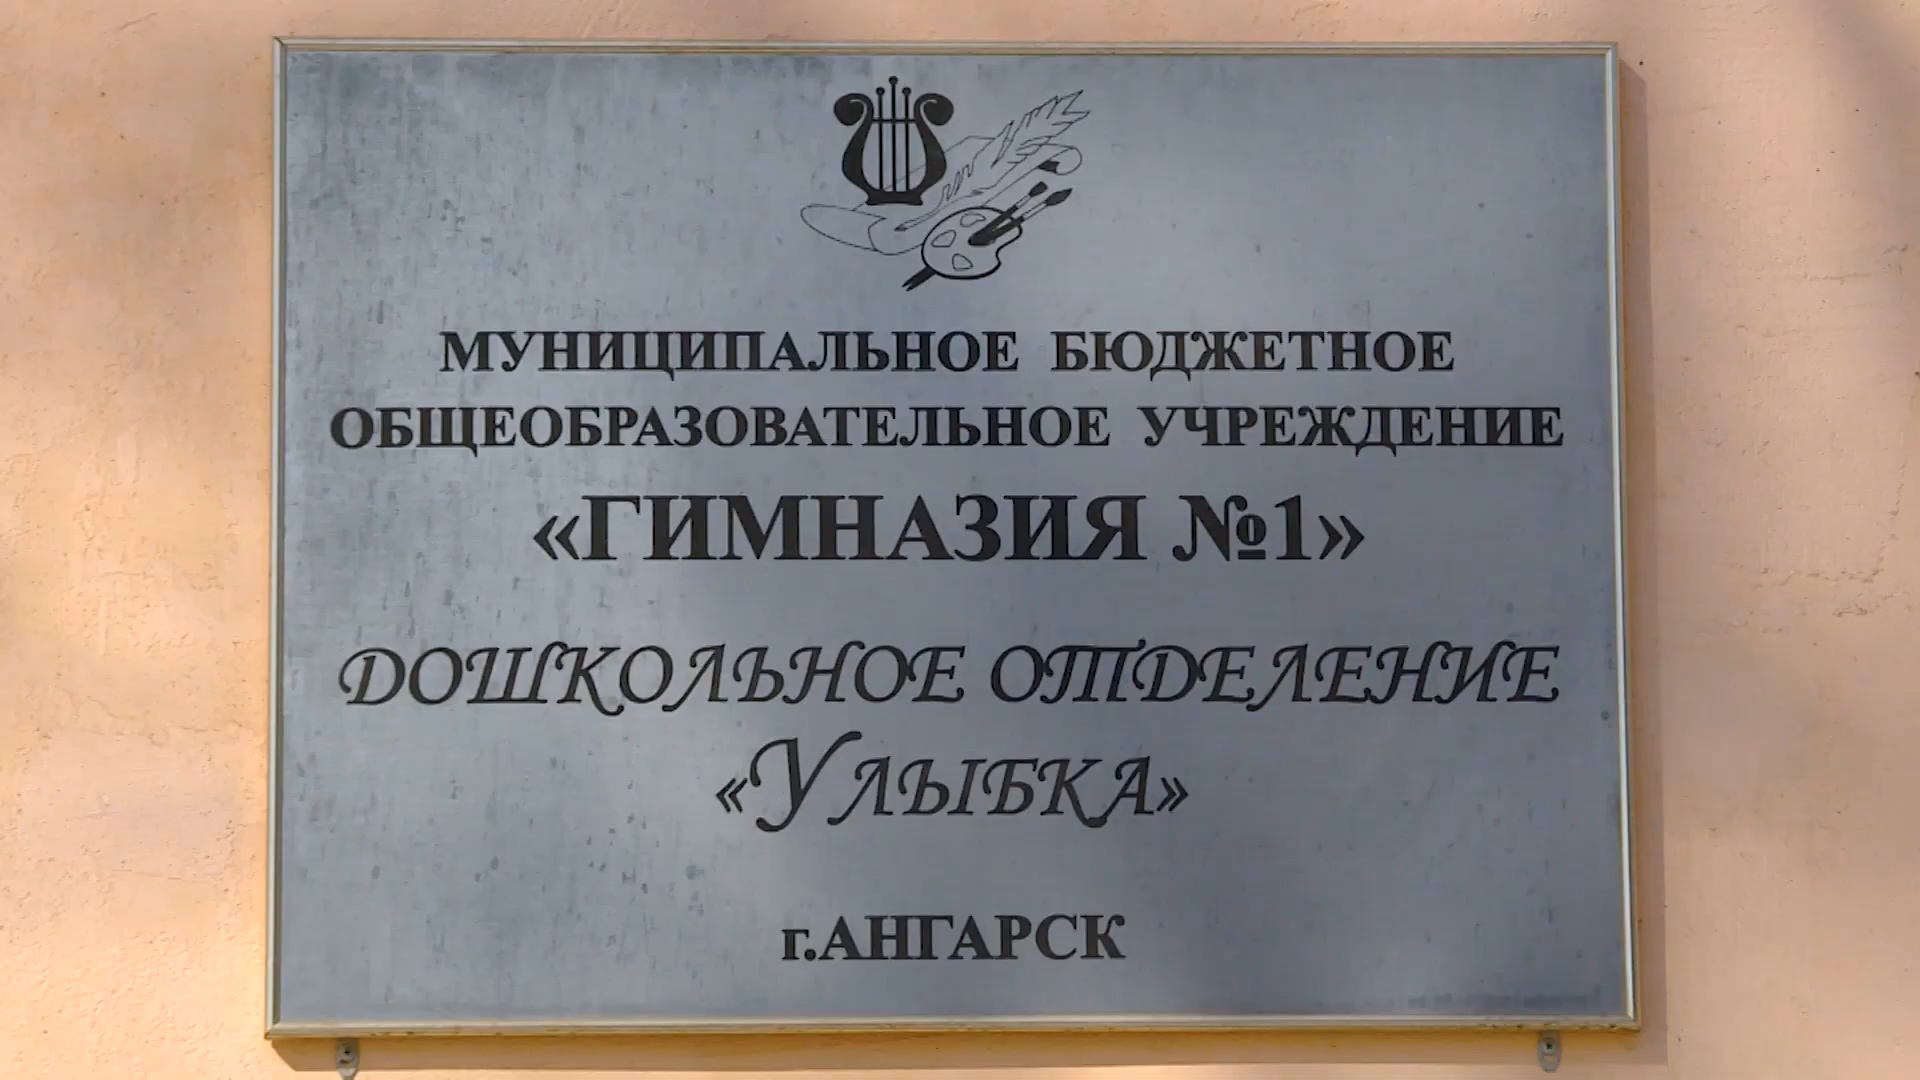 МУНИЦИПАЛЬНОЕ БЮДЖЕТНОЕ
ОБЩЕОБРАЗОВАТЕЛЬНОЕ УЧРЕЖДЕНИЕ
«ГИМНАЗИЯ №1»
ДОШКОЛЬНОЕ ОТДЕЛЕНИЕ
«УЛЫБКА»
г.АНГАРСК